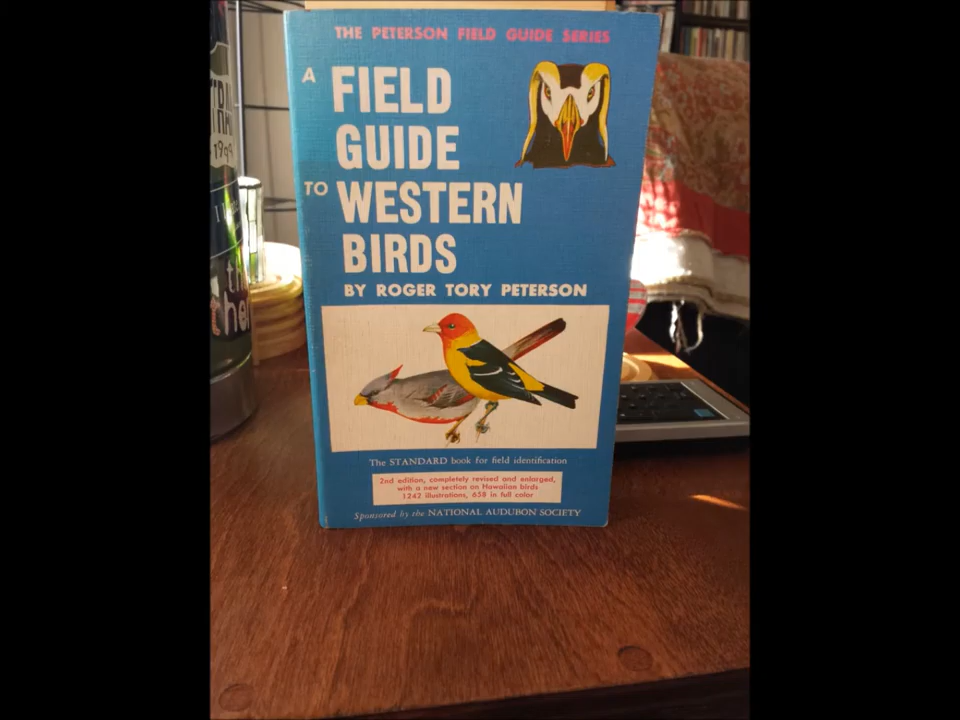 THE PETERSON FIELD GUIDE SERIES
A FIELD
GUIDE
TO WESTERN
BIRDS
BY ROGER TORY PETERSON
The STANDARD book for field identification
2nd edition, completely revised and enlarged,
with a new section on Hawaiian birds
1242 illustrations, 658 in full color
Sponsored by the NATIONAL AUDUBON SOCIETY